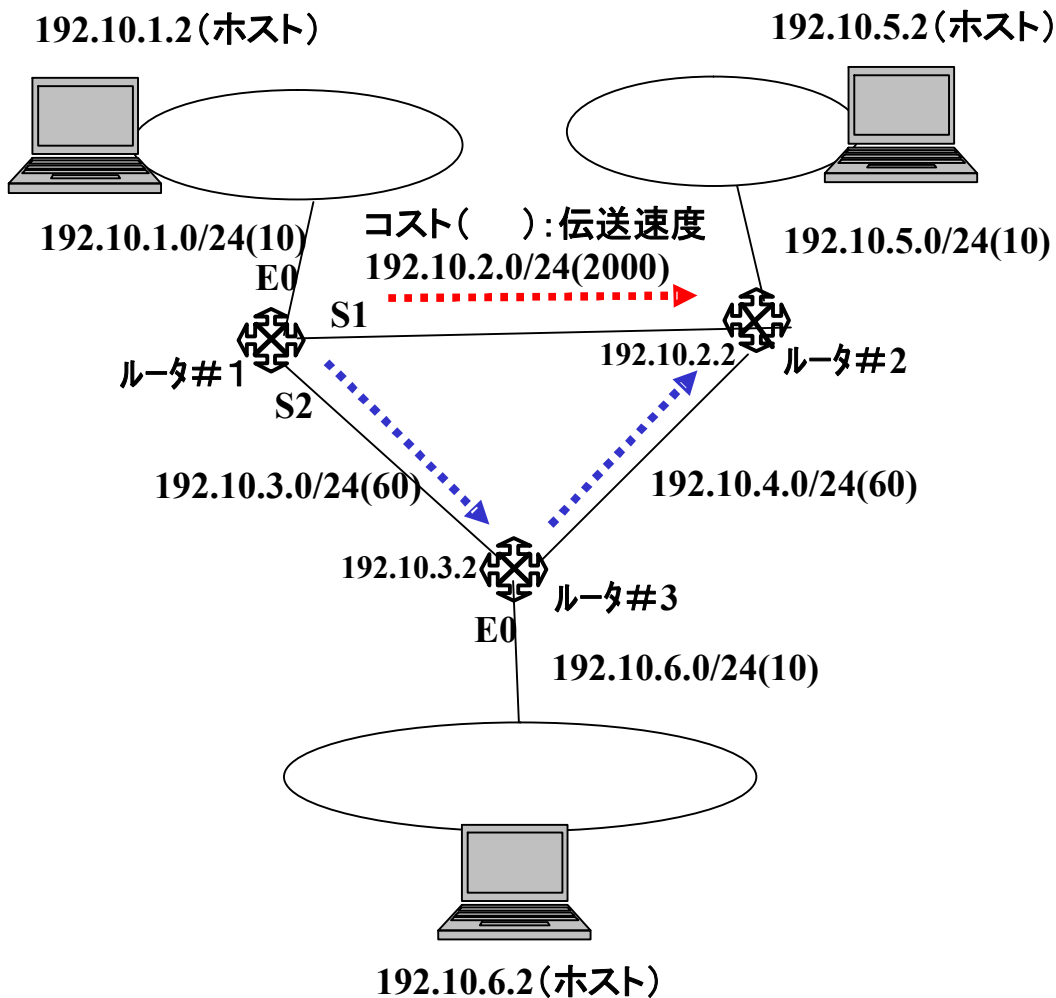 192.10.1.2（ホスト）
192.10.5.2（ホスト）
192.10.1.0/24(10)
コスト（　　）：伝送速度
192.10.2.0/24(2000)
192.10.5.0/24(10)
E0
S1
ルータ＃１
192.10.2.2
ルータ＃2
S2
192.10.3.0/24(60)
192.10.4.0/24(60)
192.10.3.2
ルータ＃3
E0
192.10.6.0/24(10)
192.10.6.2（ホスト）